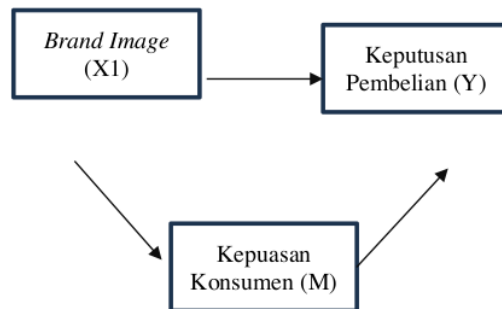 Brand Image
(X1)
Keputusan
Pembelian (Y)
Kepuasan
Konsumen (M)